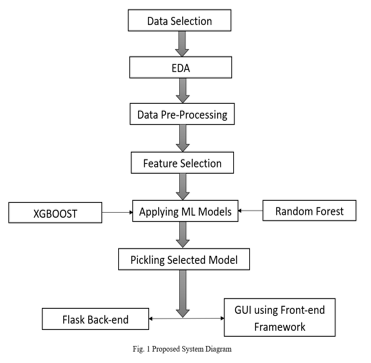 Data Selection
EDA
Data Pre-Processing
Feature Selection
XGBOOST
Applying ML Models
Random Forest
Pickling Selected Model
Flask Back-end
GUI using Front-end
Framework
Fig. 1 Proposed System Diagram